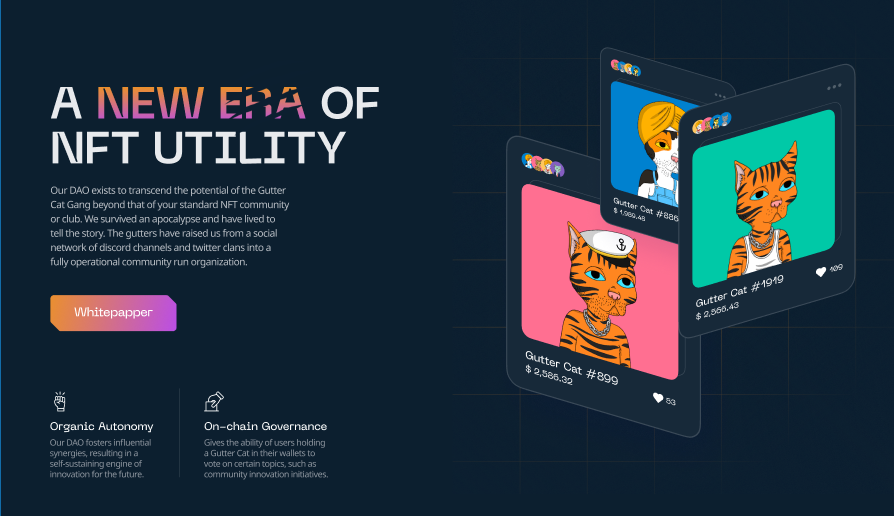 A NEW ERA OF
NFT UTILITY
Our DAO exists to transcend the potential of the Gutter
Cat Gang beyond that of your standard NFT community
or club. We survived an apocalypse and have lived to
tell the story. The gutters have raised us from a social
network of discord channels and twitter clans into a
fully operational community run organization.
Whitepapper
Organic Autonomy
Our DAO fosters influential
synergies, resulting in a
self-sustaining engine of
innovation for the future.
On-chain Governance
Gives the ability of users holding
a Gutter Cat in their wallets to
vote on certain topics, such as
community innovation initiatives.
Gutter Cat #886
$ 1,989.46
Gutter Cat #1919
$ 2,566.43
109
Gutter Cat #899
$ 2,586.32
53